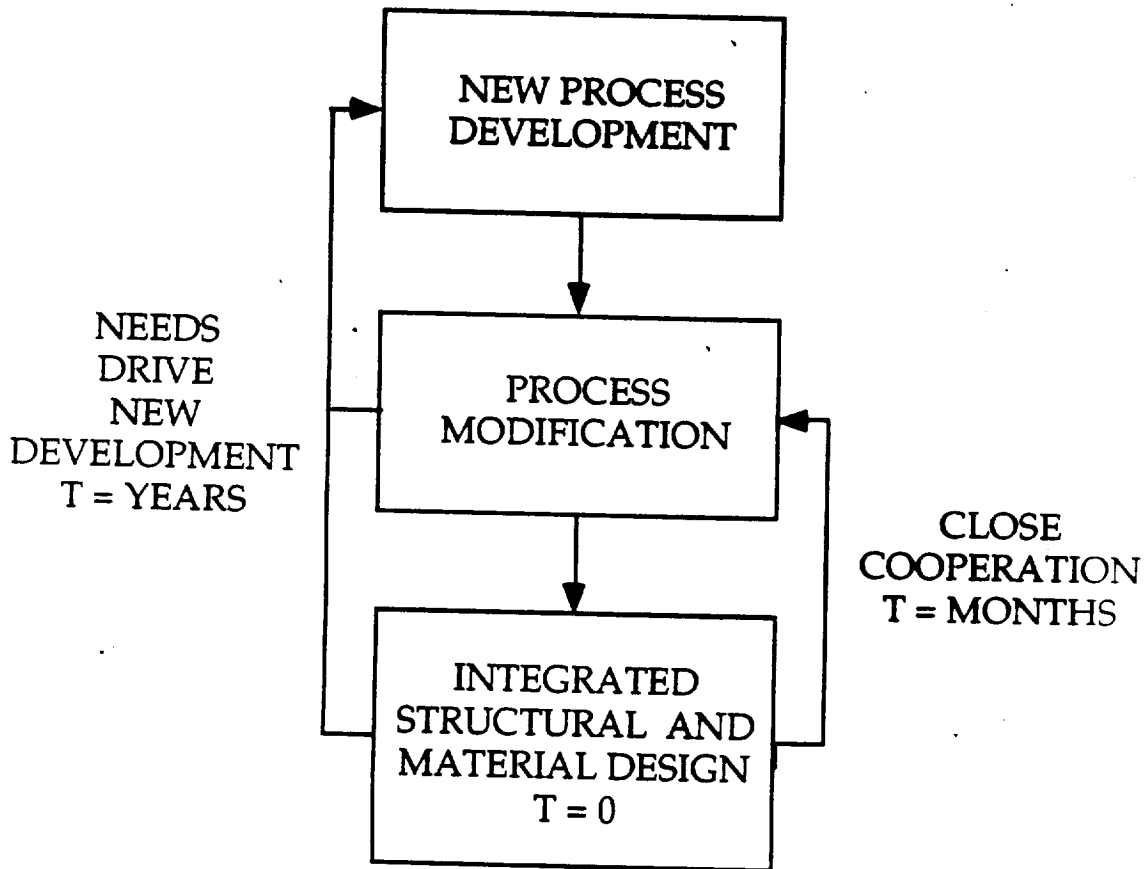 NEW PROCESS
DEVELOPMENT
NEEDS
DRIVE
NEW
DEVELOPMENT
T = YEARS
PROCESS
MODIFICATION
CLOSE
COOPERATION
T = MONTHS
INTEGRATED
STRUCTURAL AND
MATERIAL DESIGN
T = 0